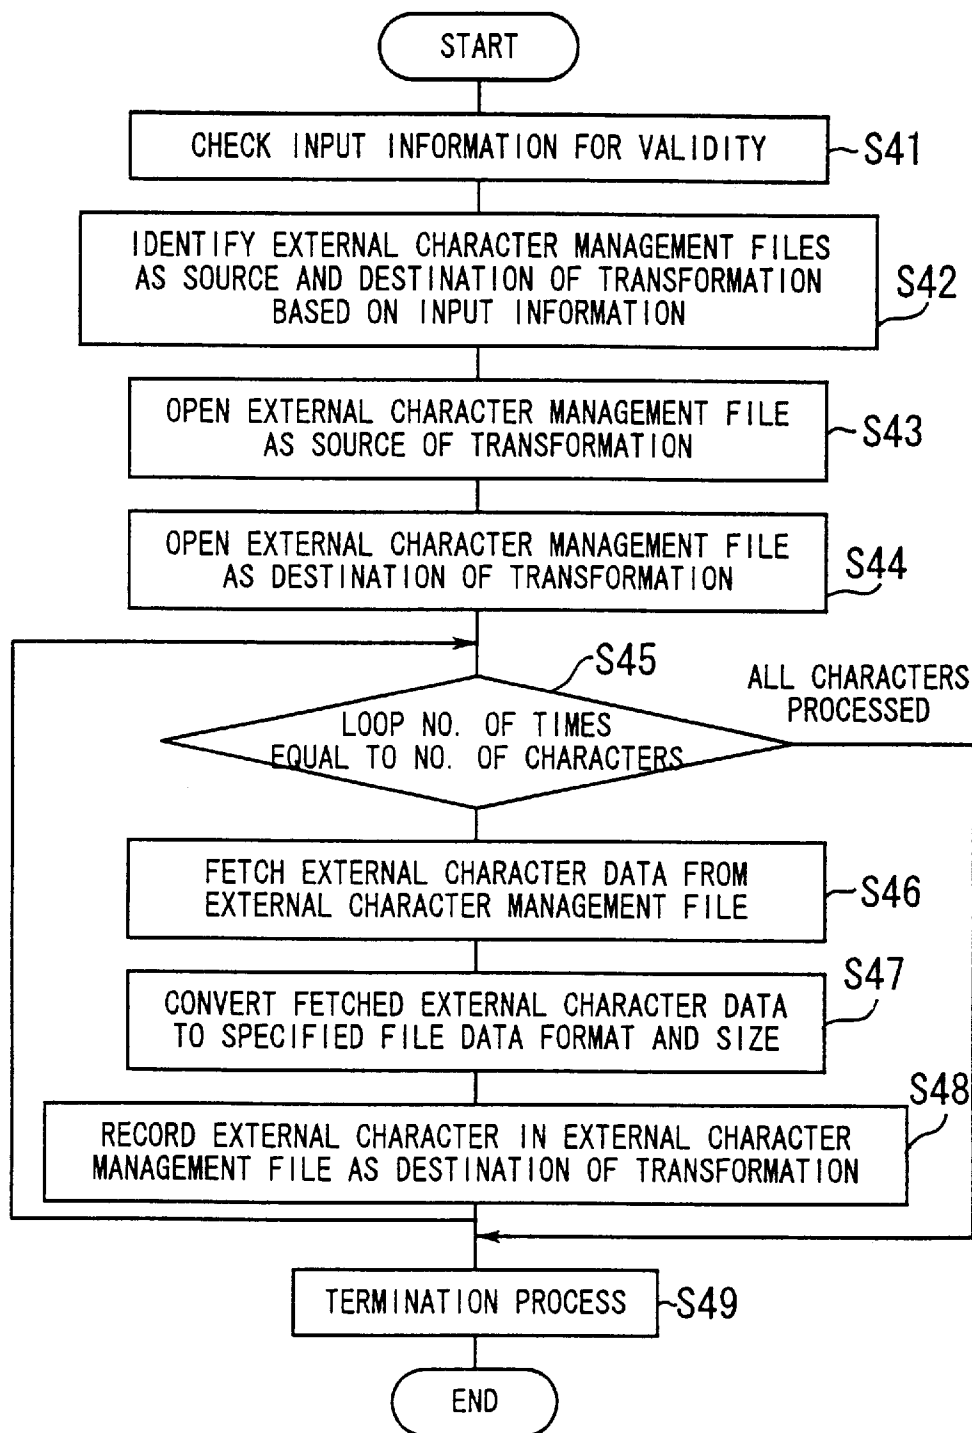 START
CHECK INPUT INFORMATION FOR VALIDITY
S41
IDENTIFY EXTERNAL CHARACTER MANAGEMENT FILES
AS SOURCE AND DESTINATION OF TRANSFORMATION
BASED ON INPUT INFORMATION
S42
OPEN EXTERNAL CHARACTER MANAGEMENT FILE
AS SOURCE OF TRANSFORMATION
S43
OPEN EXTERNAL CHARACTER MANAGEMENT FILE
AS DESTINATION OF TRANSFORMATION
S44
S45
LOOP NO. OF TIMES
EQUAL TO NO. OF CHARACTERS
ALL CHARACTERS
PROCESSED
FETCH EXTERNAL CHARACTER DATA FROM
EXTERNAL CHARACTER MANAGEMENT FILE
S46
CONVERT FETCHED EXTERNAL CHARACTER DATA
TO SPECIFIED FILE DATA FORMAT AND SIZE
S47
RECORD EXTERNAL CHARACTER IN EXTERNAL CHARACTER
MANAGEMENT FILE AS DESTINATION OF TRANSFORMATION
S48
TERMINATION PROCESS
S49
END